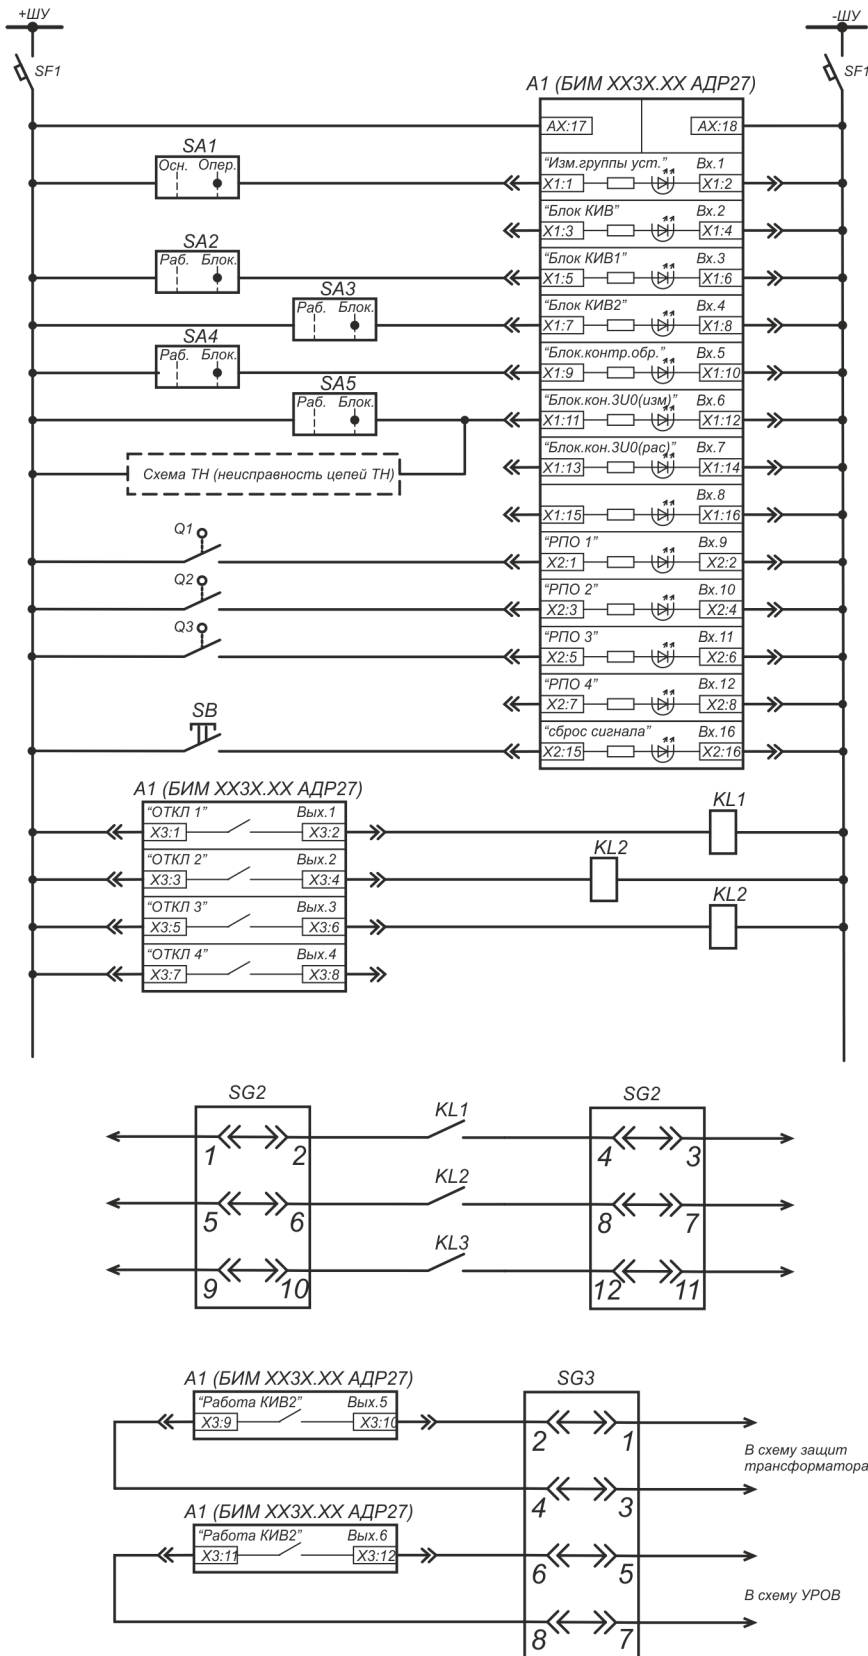 +ШУ -ШУ
SF1 SF1
A1 (БИМ XX3X.XX АДР27)
AX:17 AX:18
SA1
Осн. Опер.
"Изм.группы уст." Вх.1
X1:1 X1:2
"Блок КИВ" Вх.2
X1:3 X1:4
SA2
Раб. Блок.
"Блок КИВ1" Вх.3
X1:5 X1:6
SA3
Раб. Блок.
"Блок КИВ2" Вх.4
X1:7 X1:8
SA4
Раб. Блок.
"Блок.контр.обр." Вх.5
X1:9 X1:10
SA5
Раб. Блок.
"Блок.кон.3U0(изм)" Вх.6
X1:11 X1:12
"Блок.кон.3U0(рас)" Вх.7
X1:13 X1:14
Схема ТН (неисправность цепей ТН)
Вх.8
X1:15 X1:16
Q1
"РПО 1" Вх.9
X2:1 X2:2
Q2
"РПО 2" Вх.10
X2:3 X2:4
Q3
"РПО 3" Вх.11
X2:5 X2:6
"РПО 4" Вх.12
X2:7 X2:8
SB
"сброс сигнала" Вх.16
X2:15 X2:16
A1 (БИМ XX3X.XX АДР27)
"ОТКЛ 1" Вых.1
X3:1 X3:2
KL1
"ОТКЛ 2" Вых.2
X3:3 X3:4
KL2
"ОТКЛ 3" Вых.3
X3:5 X3:6
KL2
"ОТКЛ 4" Вых.4
X3:7 X3:8
SG2 SG2
KL1
1 2 4 3
KL2
5 6 8 7
KL3
9 10 12 11
A1 (БИМ XX3X.XX АДР27)
SG3
"Работа КИВ2" Вых.5
X3:9 X3:10
2 1
В схему защит
трансформатора
4 3
A1 (БИМ XX3X.XX АДР27)
"Работа КИВ2" Вых.6
X3:11 X3:12
6 5
В схему УРОВ
8 7